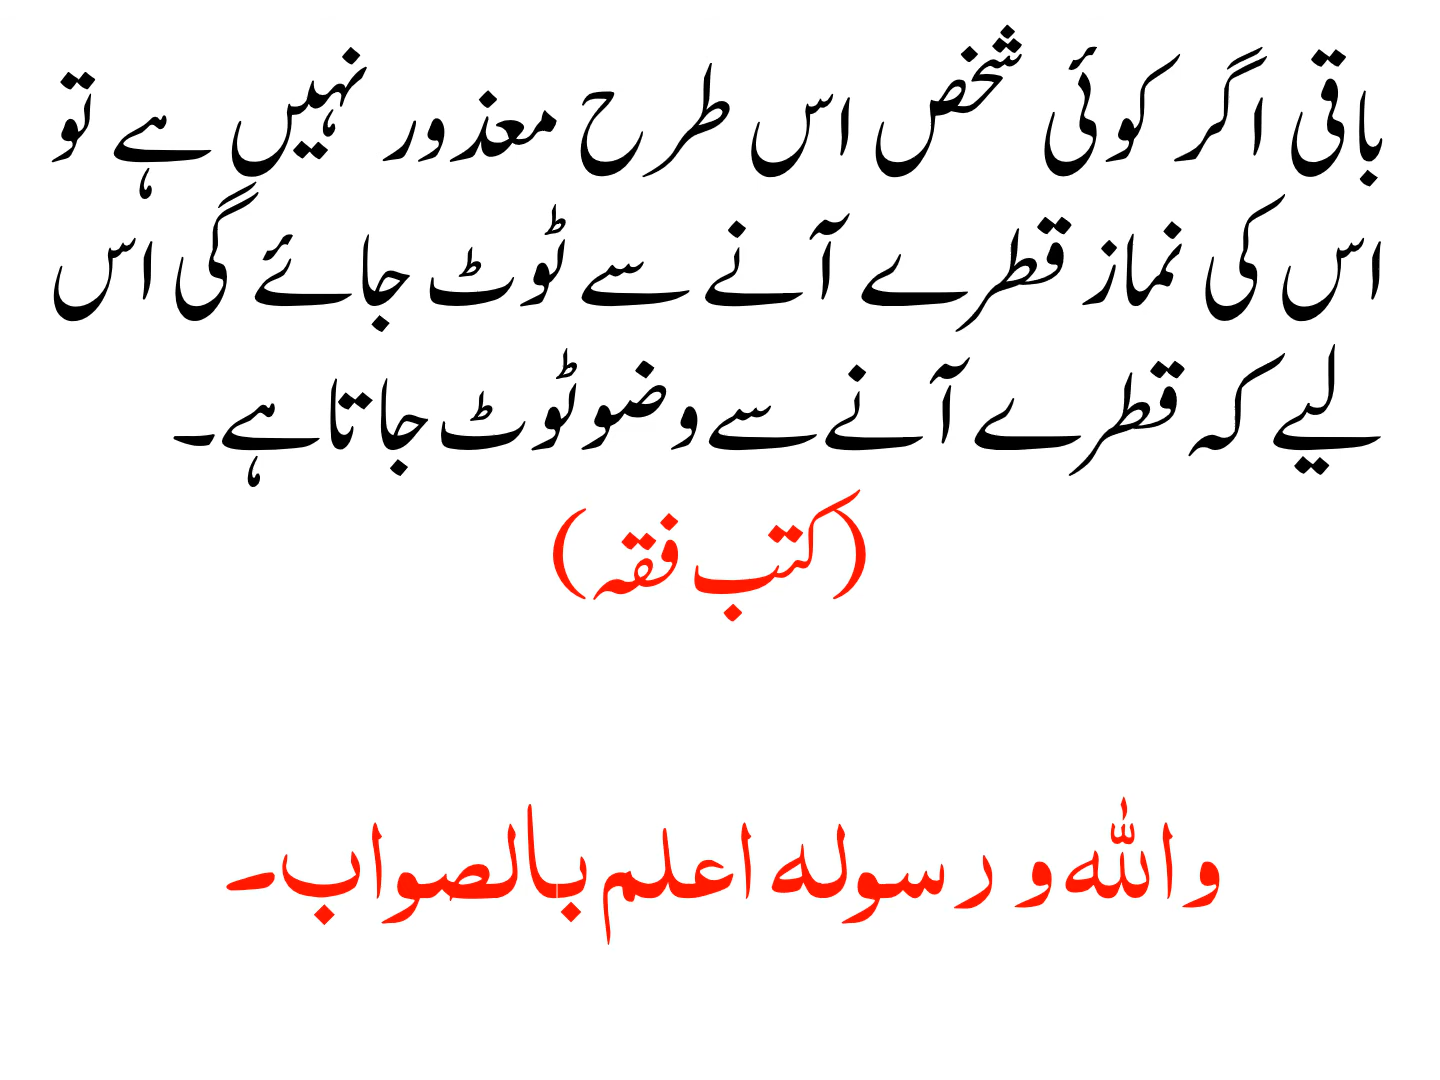 باقی اگر کوئی شخص اس طرح معذور نہیں ہے تو
اس کی نماز قطرے آنے سے ٹوٹ جائے گی اس
لیے کہ قطرے آنے سے وضو ٹوٹ جاتا ہے۔
(کتب فقہ)
واللہ و رسولہ اعلم بالصواب۔